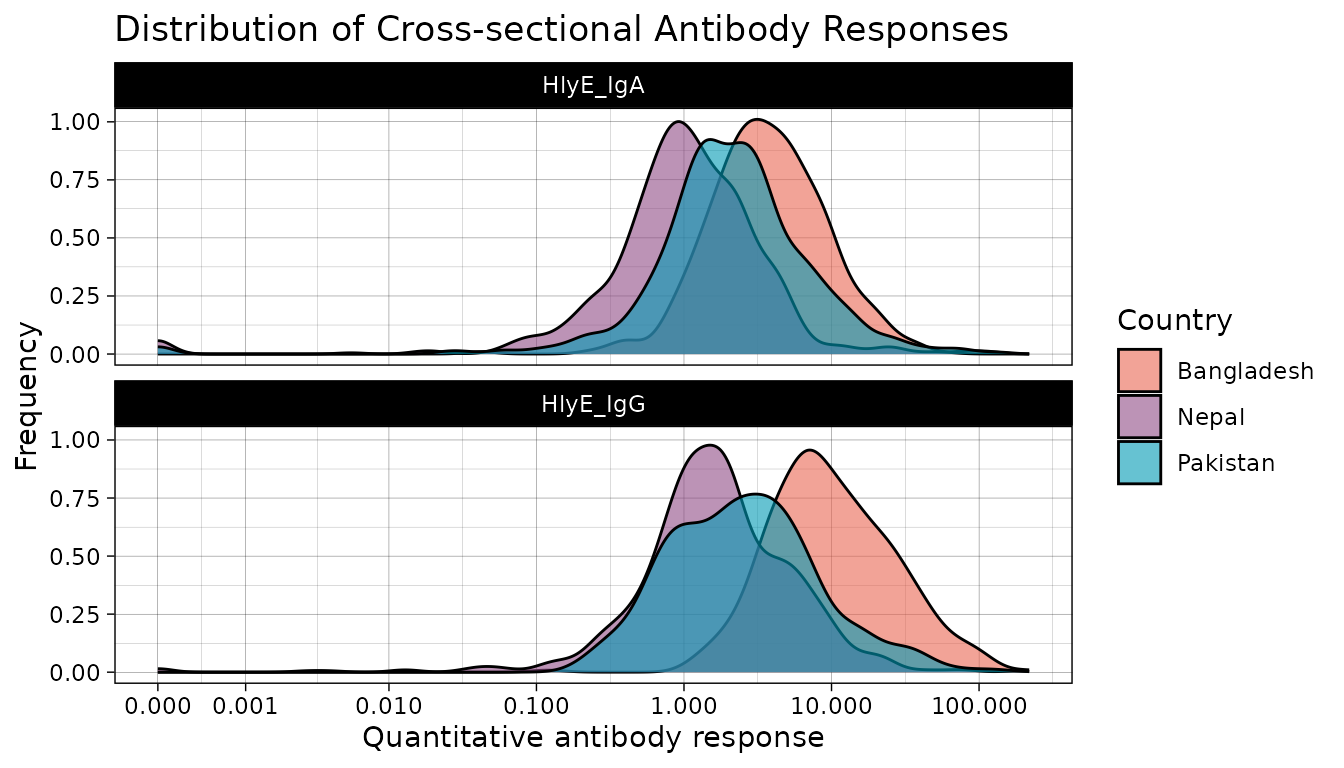 Distribution of Cross-sectional Antibody Responses
HlyE_IgA
1.00
0.75
0.50
0.25
0.00
HlyE_IgG
1.00
0.75
0.50
0.25
0.00
Frequency
0.000 0.001 0.010 0.100 1.000 10.000 100.000
Quantitative antibody response
Country
Bangladesh
Nepal
Pakistan